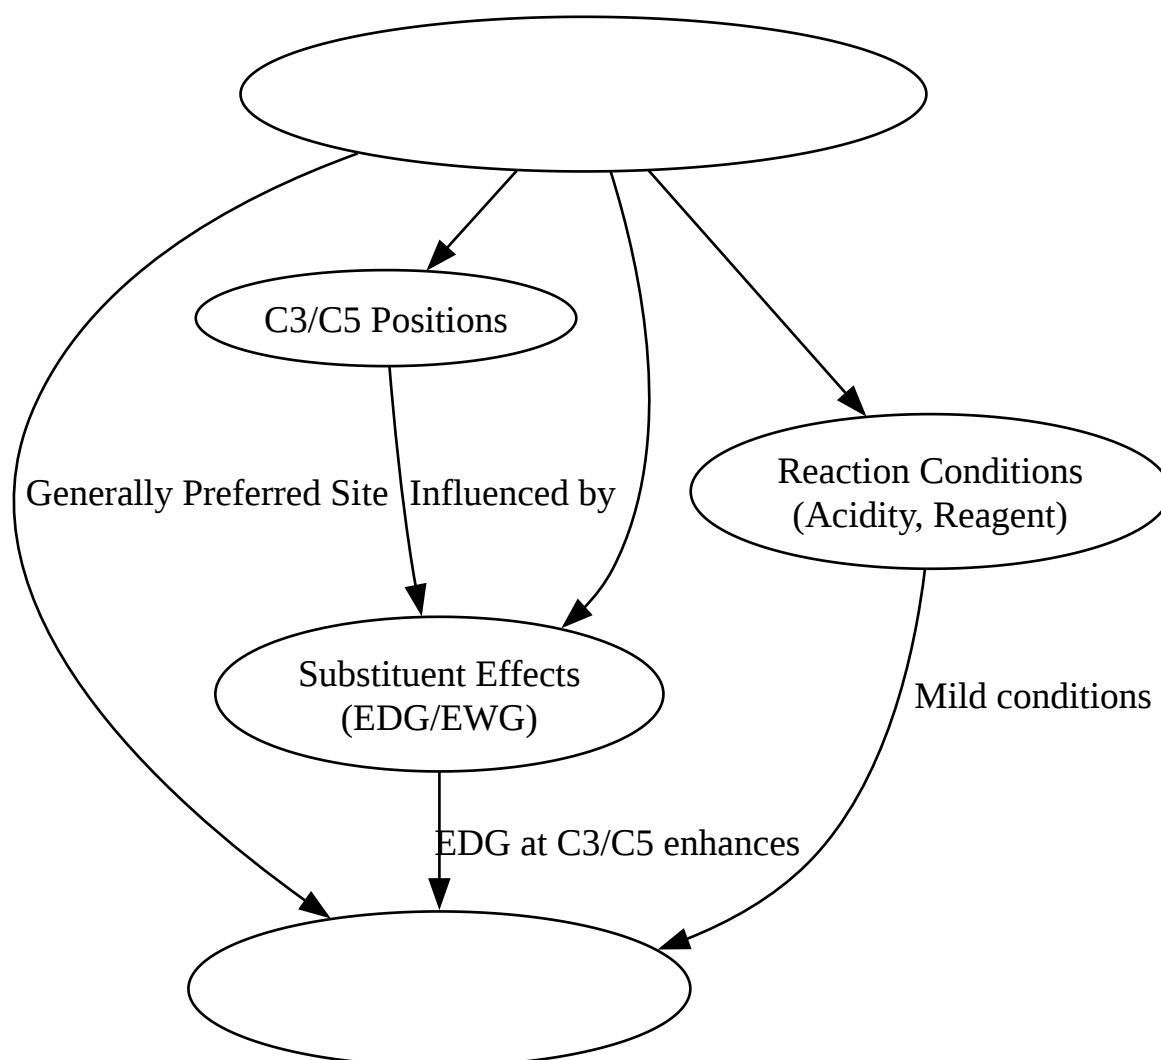 C3/C5 Positions
Generally Preferred Site
Influenced by
Reaction Conditions
(Acidity, Reagent)
Substituent Effects
(EDG/EWG)
Mild conditions
EDG at C3/C5 enhances